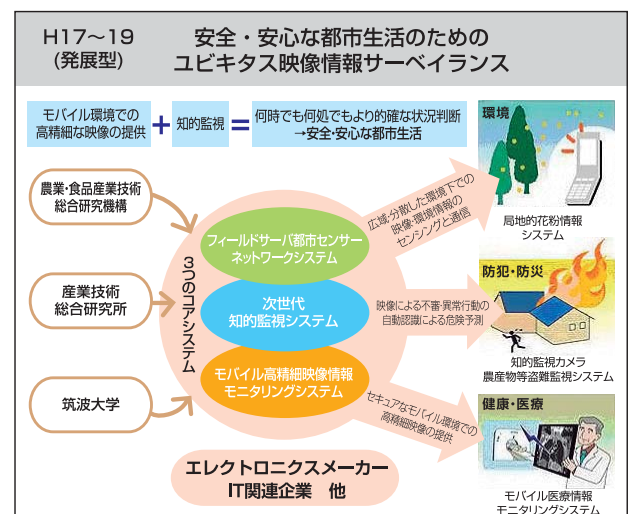 H17～19
(発展型)
安全・安心な都市生活のための
ユビキタス映像情報サーベイランス
モバイル環境での
高精細な映像の提供
+
知的監視
=
何時でも何処でもより的確な状況判断
→安全・安心な都市生活
農業・食品産業技術
総合研究機構
産業技術
総合研究所
筑波大学
3つのコアシステム
フィールドサーバ都市センサー
ネットワークシステム
次世代
知的監視システム
モバイル高精細映像情報
モニタリングシステム
エレクトロニクスメーカー
IT関連企業　他
広域・分散した環境下での
映像・環境情報の
センシングと通信
映像による不審・異常行動の
自動認識による危険予測
セキュアなモバイル環境での
高精細映像の提供
環境
局地的花粉情報
システム
防犯・防災
知的監視カメラ
農産物等盗難監視システム
健康・医療
モバイル医療情報
モニタリングシステム